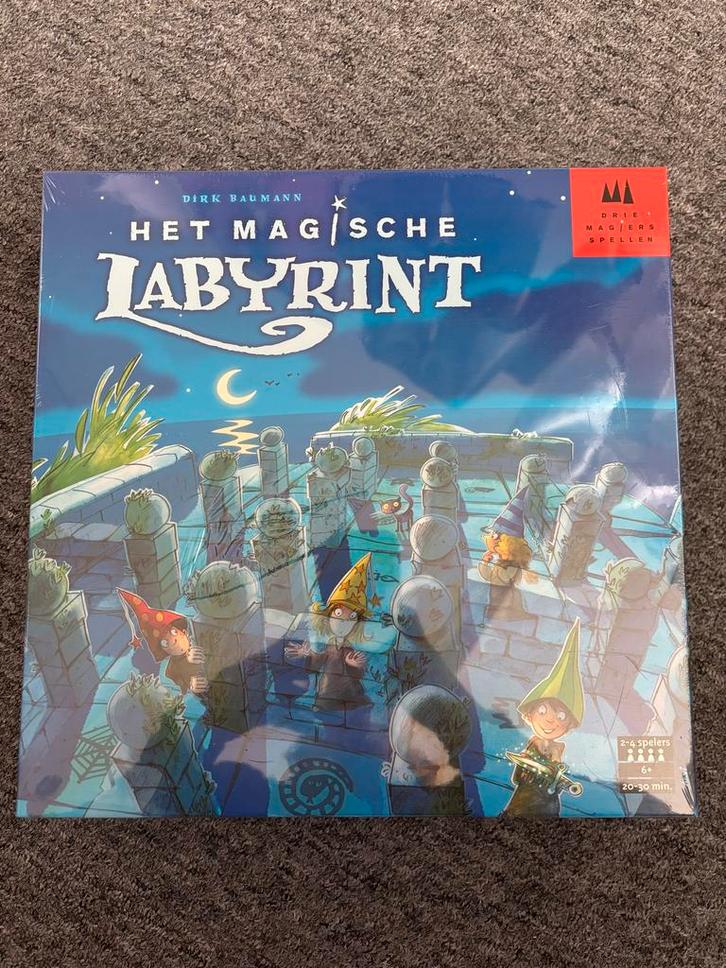 DIRK BAUMANN
HET MAGISCHE
LABYRINT
DRIE
MAGIERS
SPELLEN
2-4 spelers
6+
20-30 min.